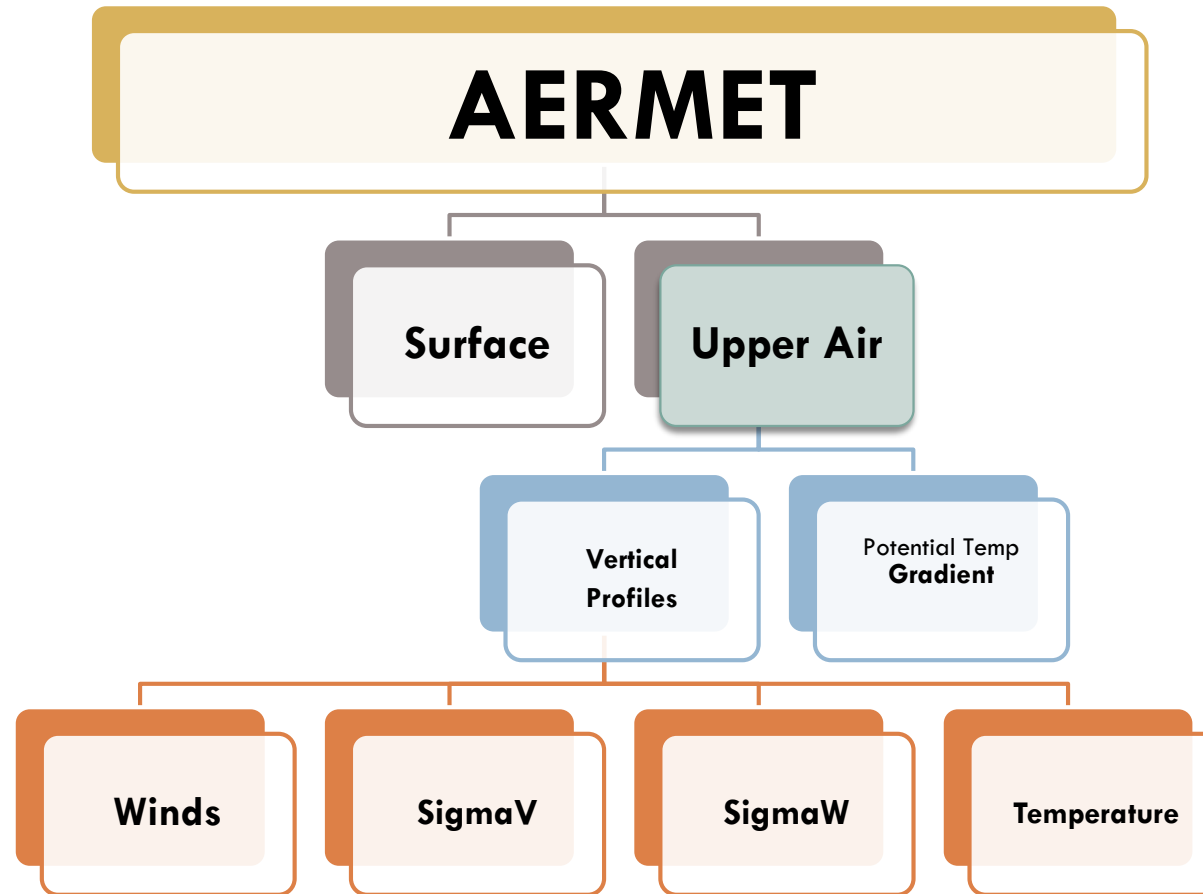 AERMET
Surface
Upper Air
Vertical
Profiles
Potential Temp
Gradient
Winds
SigmaV
SigmaW
Temperature